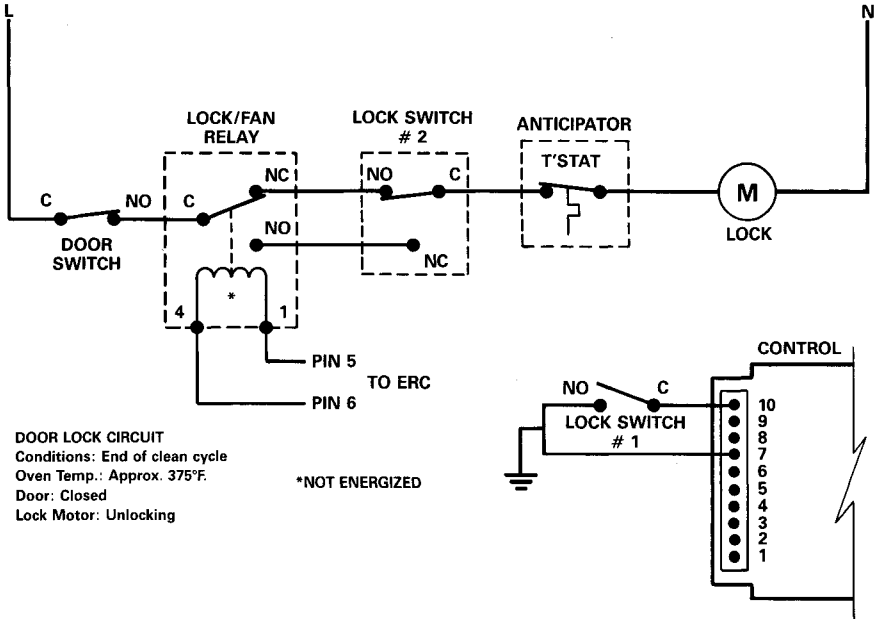 L
N
LOCK/FAN
RELAY
LOCK SWITCH
# 2
ANTICIPATOR
T'STAT
NC
NO
C
C
NO
C
M
DOOR
SWITCH
NO
NC
LOCK
*
4
1
PIN 5
TO ERC
PIN 6
CONTROL
NO
C
LOCK SWITCH
# 1
10
9
8
7
6
5
4
3
2
1
DOOR LOCK CIRCUIT
Conditions: End of clean cycle
Oven Temp.: Approx. 375°F.
Door: Closed
Lock Motor: Unlocking
*NOT ENERGIZED